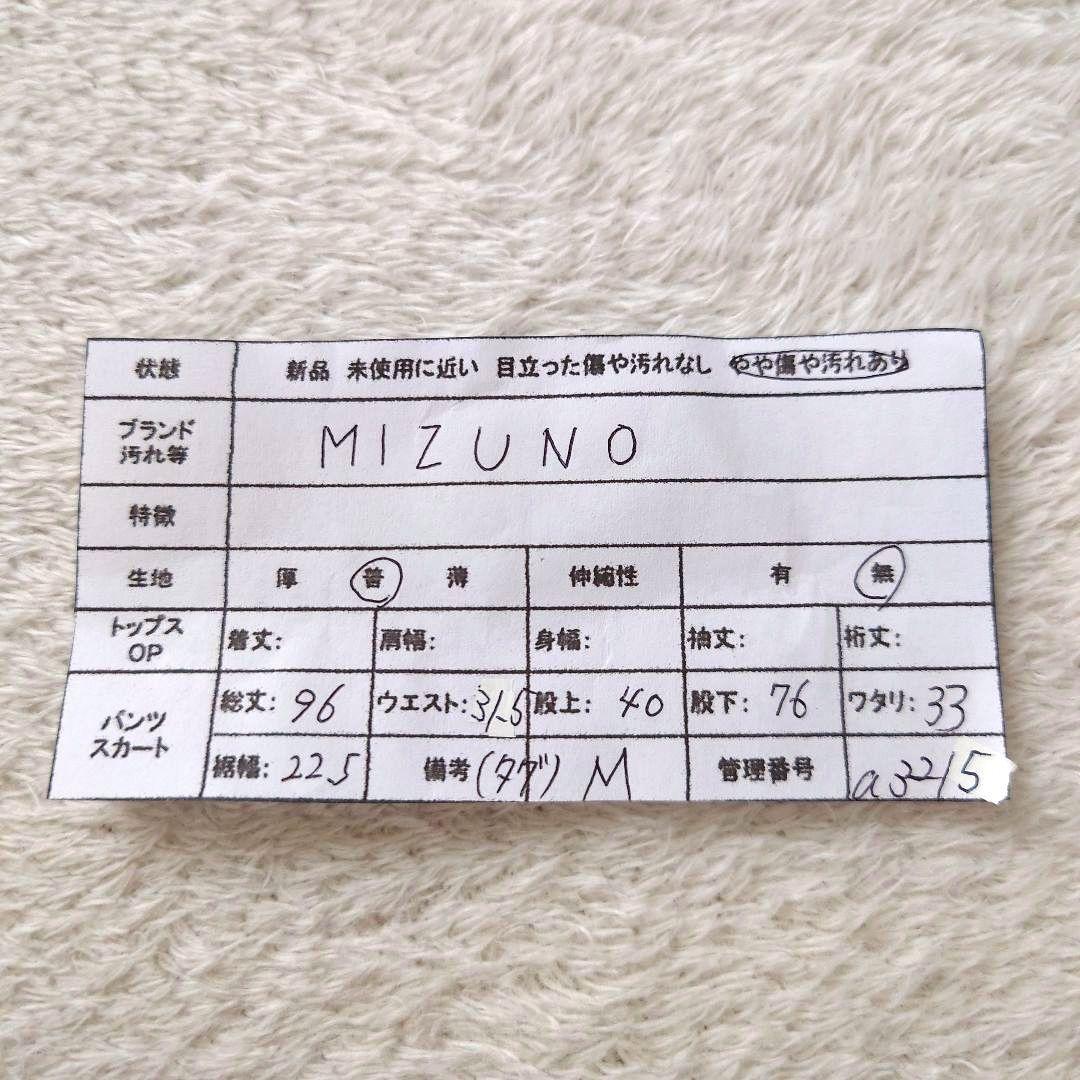 状態 新品 未使用に近い 目立った傷や汚れなし やや傷や汚れあり
ブランド
汚れ等 MIZUNO
特徴
生地 厚 普 薄 伸縮性 有 無
トップス
OP 着丈: 肩幅: 身幅: 袖丈: 裄丈:
パンツ
スカート 総丈: 96 ウエスト: 31.5 股上: 40 股下: 76 ワタリ: 33
裾幅: 22.5 備考 (タグ) M 管理番号 a3215